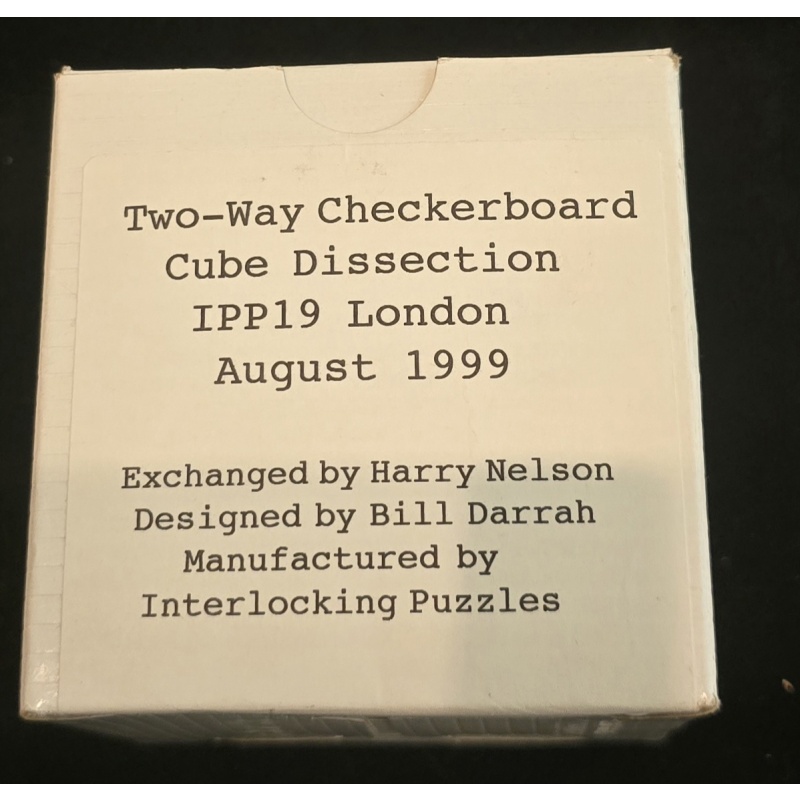 Two-Way Checkerboard
Cube Dissection
IPP19 London
August 1999
Exchanged by Harry Nelson
Designed by Bill Darrah
Manufactured by
Interlocking Puzzles